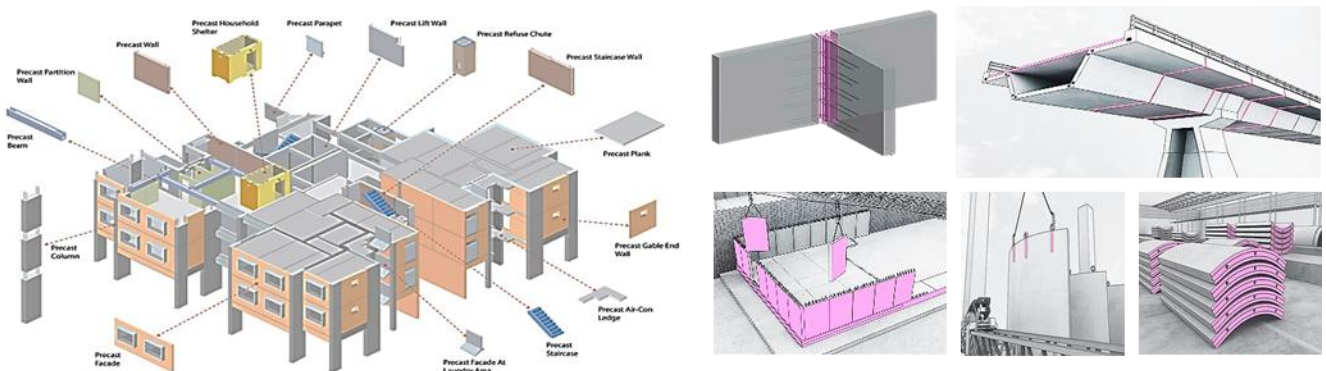 Precast Household
Shelter
Precast Parapet
Precast Lift Wall
Precast Refuse Chute
Precast Wall
Precast Staircase Wall
Precast Partition
Wall
Precast
Beam
Precast Plank
Precast Gable End
Wall
Precast
Column
Precast Air-Con
Ledge
Precast
Staircase
Precast
Facade
Precast Facade At
Laundry Area